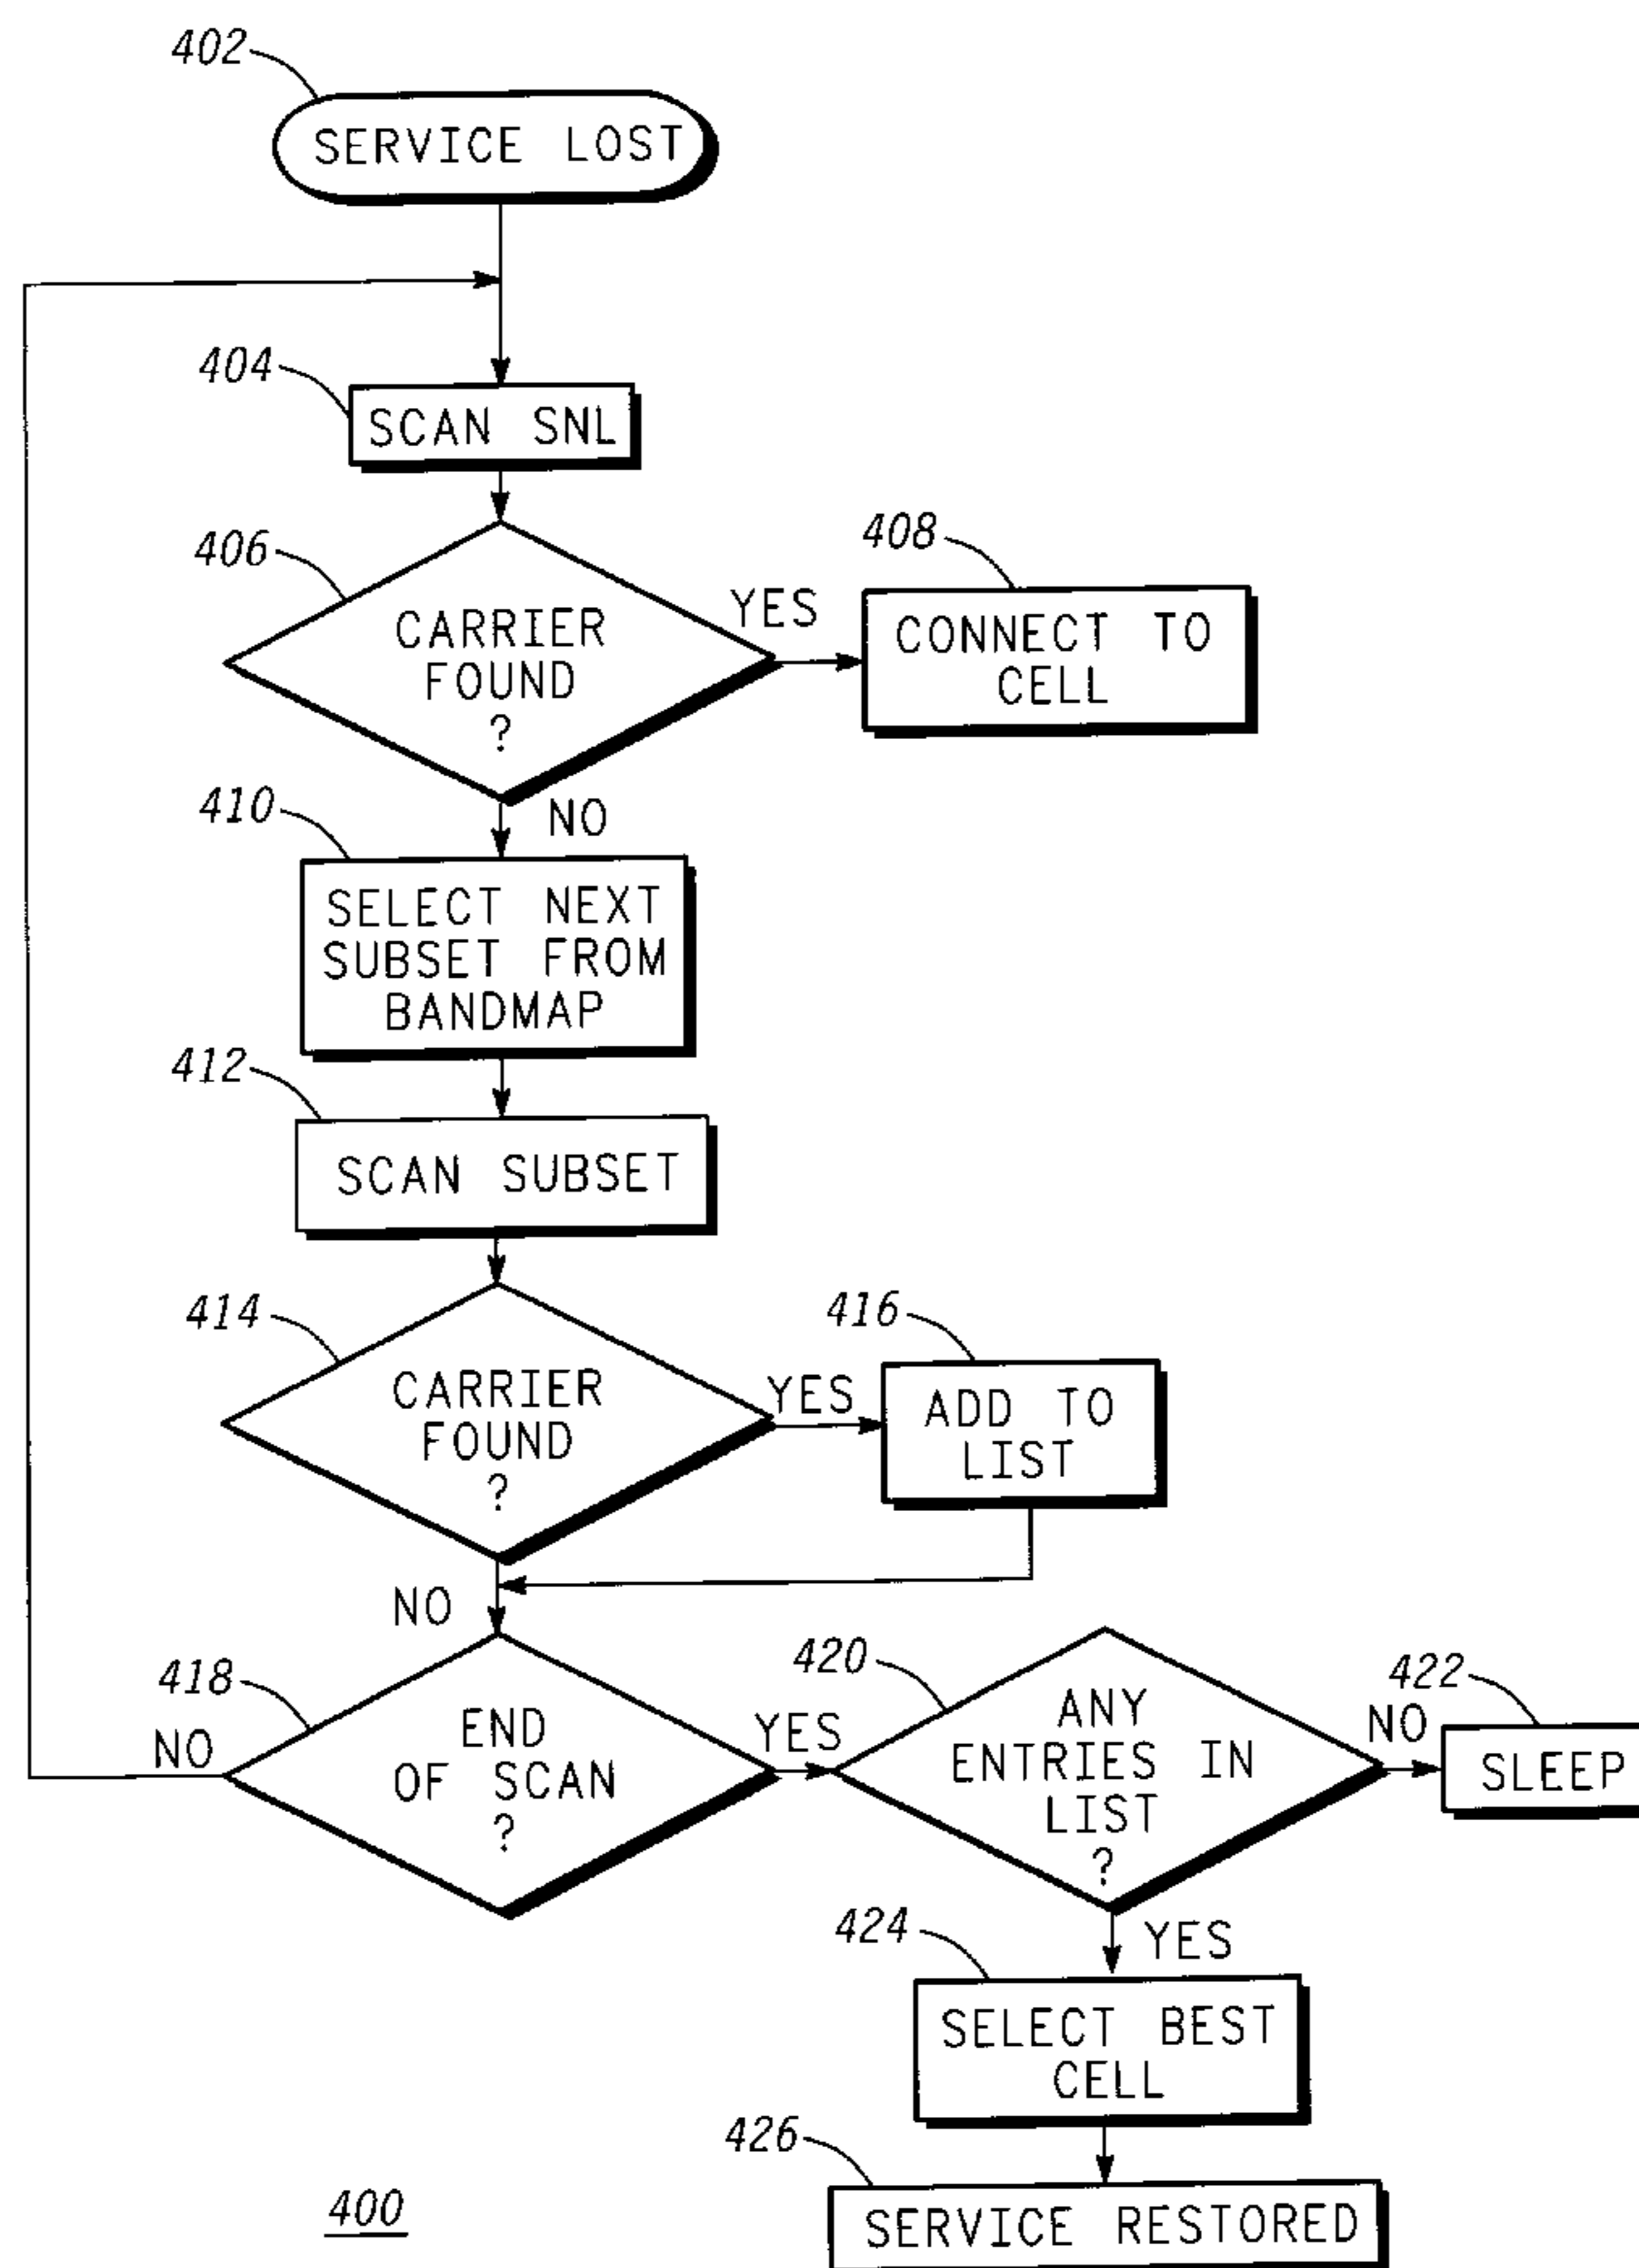 402
SERVICE LOST
404
SCAN SNL
406
CARRIER
FOUND
?
YES
408
CONNECT TO
CELL
NO
410
SELECT NEXT
SUBSET FROM
BANDMAP
412
SCAN SUBSET
414
CARRIER
FOUND
?
YES
416
ADD TO
LIST
NO
418
END
OF SCAN
?
NO
YES
420
ANY
ENTRIES IN
LIST
?
NO
422
SLEEP
YES
424
SELECT BEST
CELL
426
SERVICE RESTORED
400